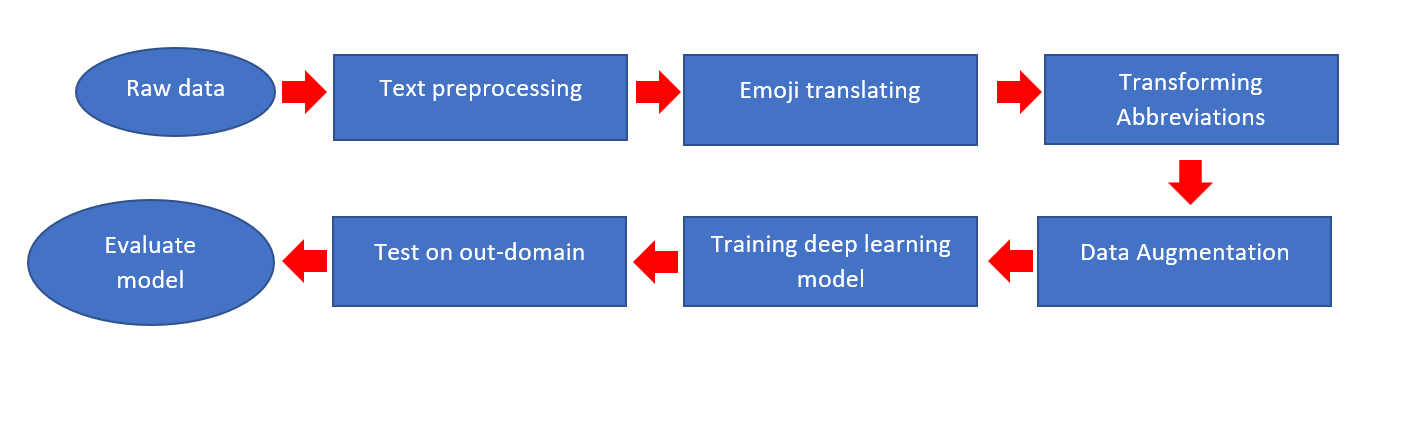 Raw data
Text preprocessing
Emoji translating
Transforming
Abbreviations
Data Augmentation
Training deep learning
model
Test on out-domain
Evaluate
model